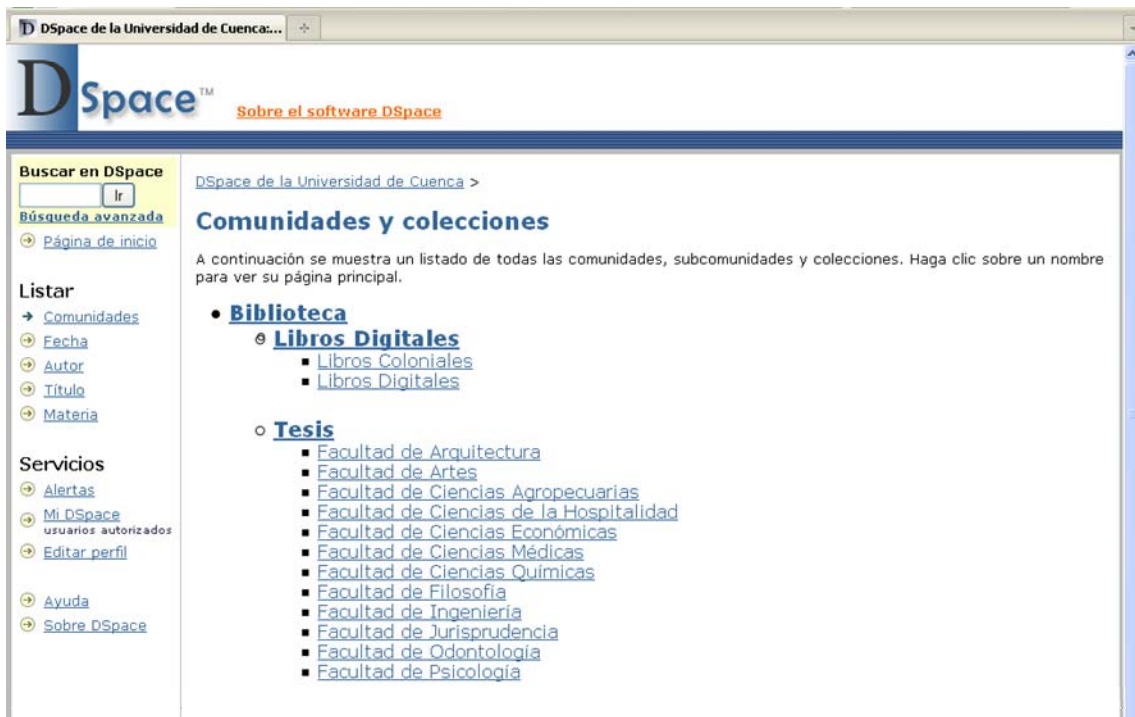 DSpace de la Universidad de Cuenca:...
DSpace™
Sobre el software DSpace
Buscar en DSpace
Ir
Búsqueda avanzada
Página de inicio
Listar
Comunidades
Fecha
Autor
Título
Materia
Servicios
Alertas
Mi DSpace
usuarios autorizados
Editar perfil
Ayuda
Sobre DSpace
DSpace de la Universidad de Cuenca >
Comunidades y colecciones
A continuación se muestra un listado de todas las comunidades, subcomunidades y colecciones. Haga clic sobre un nombre
para ver su página principal.
Biblioteca
Libros Digitales
Libros Coloniales
Libros Digitales
Tesis
Facultad de Arquitectura
Facultad de Artes
Facultad de Ciencias Agropecuarias
Facultad de Ciencias de la Hospitalidad
Facultad de Ciencias Económicas
Facultad de Ciencias Médicas
Facultad de Ciencias Químicas
Facultad de Filosofía
Facultad de Ingeniería
Facultad de Jurisprudencia
Facultad de Odontología
Facultad de Psicología